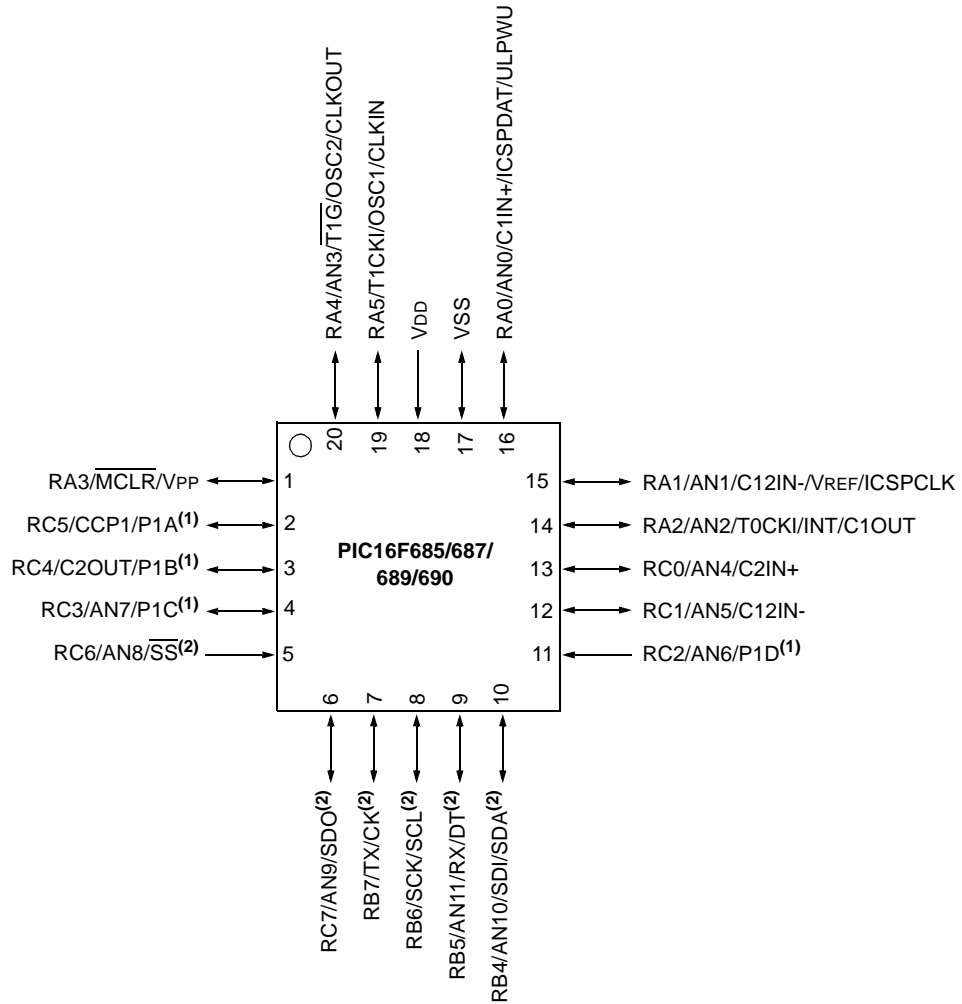 RA4/AN3/T1G/OSC2/CLKOUT
RA5/T1CKI/OSC1/CLKIN
VDD
VSS
RA0/AN0/C1IN+/ICSPDAT/ULPWU
20
19
18
17
16
RA3/MCLR/VPP
1
RC5/CCP1/P1A(1)
2
RC4/C2OUT/P1B(1)
3
RC3/AN7/P1C(1)
4
RC6/AN8/SS(2)
5
PIC16F685/687/
689/690
15
RA1/AN1/C12IN-/VREF/ICSPCLK
14
RA2/AN2/T0CKI/INT/C1OUT
13
RC0/AN4/C2IN+
12
RC1/AN5/C12IN-
11
RC2/AN6/P1D(1)
6
7
8
9
10
RC7/AN9/SDO(2)
RB7/TX/CK(2)
RB6/SCK/SCL(2)
RB5/AN11/RX/DT(2)
RB4/AN10/SDI/SDA(2)